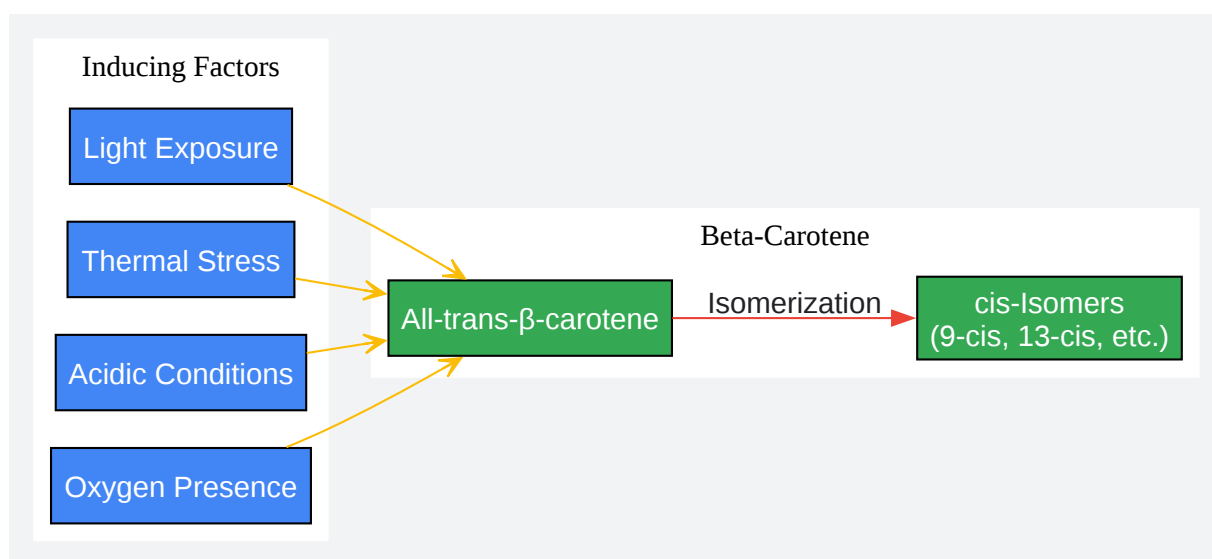 Inducing Factors
Light Exposure
Thermal Stress
Acidic Conditions
Oxygen Presence
Beta-Carotene
All-trans-β-carotene
Isomerization
cis-Isomers
(9-cis, 13-cis, etc.)